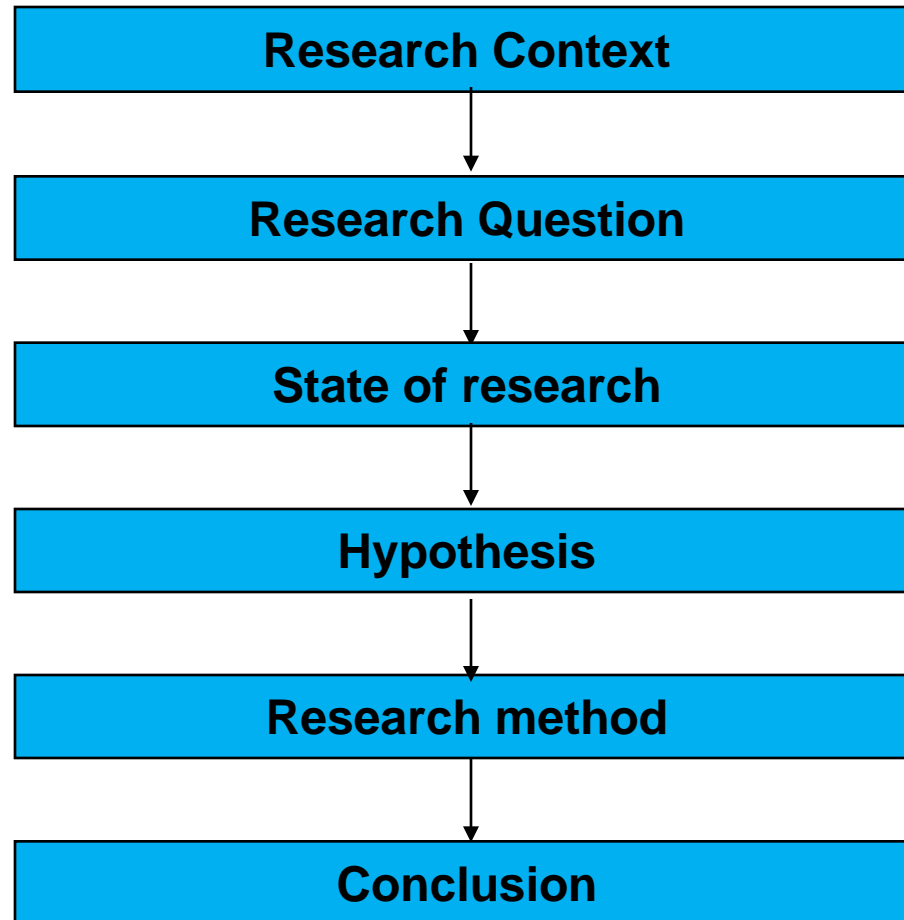 Research Context
Research Question
State of research
Hypothesis
Research method
Conclusion